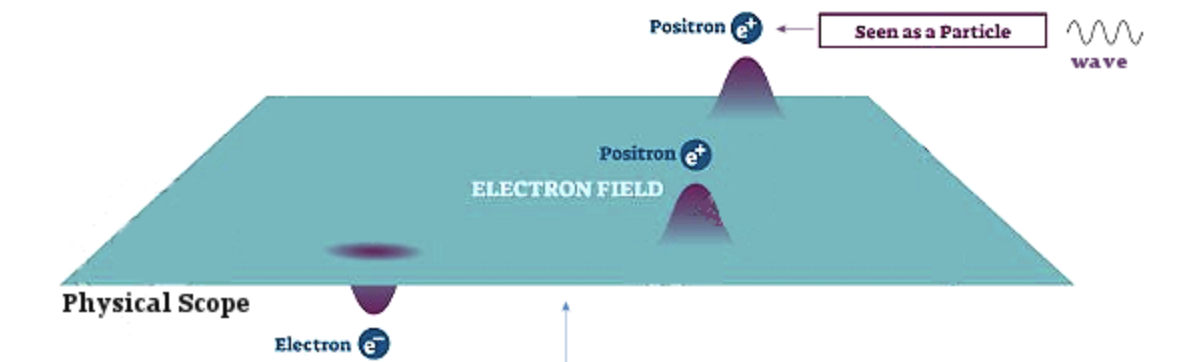 Positron e+
Seen as a Particle
wave
Positron e+
ELECTRON FIELD
Physical Scope
Electron e-